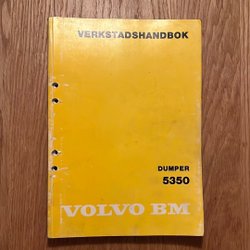 VERKSTADSHANDBOK
DUMPER
5350
VOLVO BM